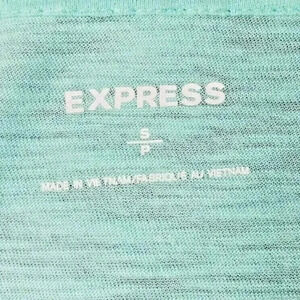 EXPRESS
S
P
MADE IN VIETNAM/FABRIQUÉ AU VIETNAM